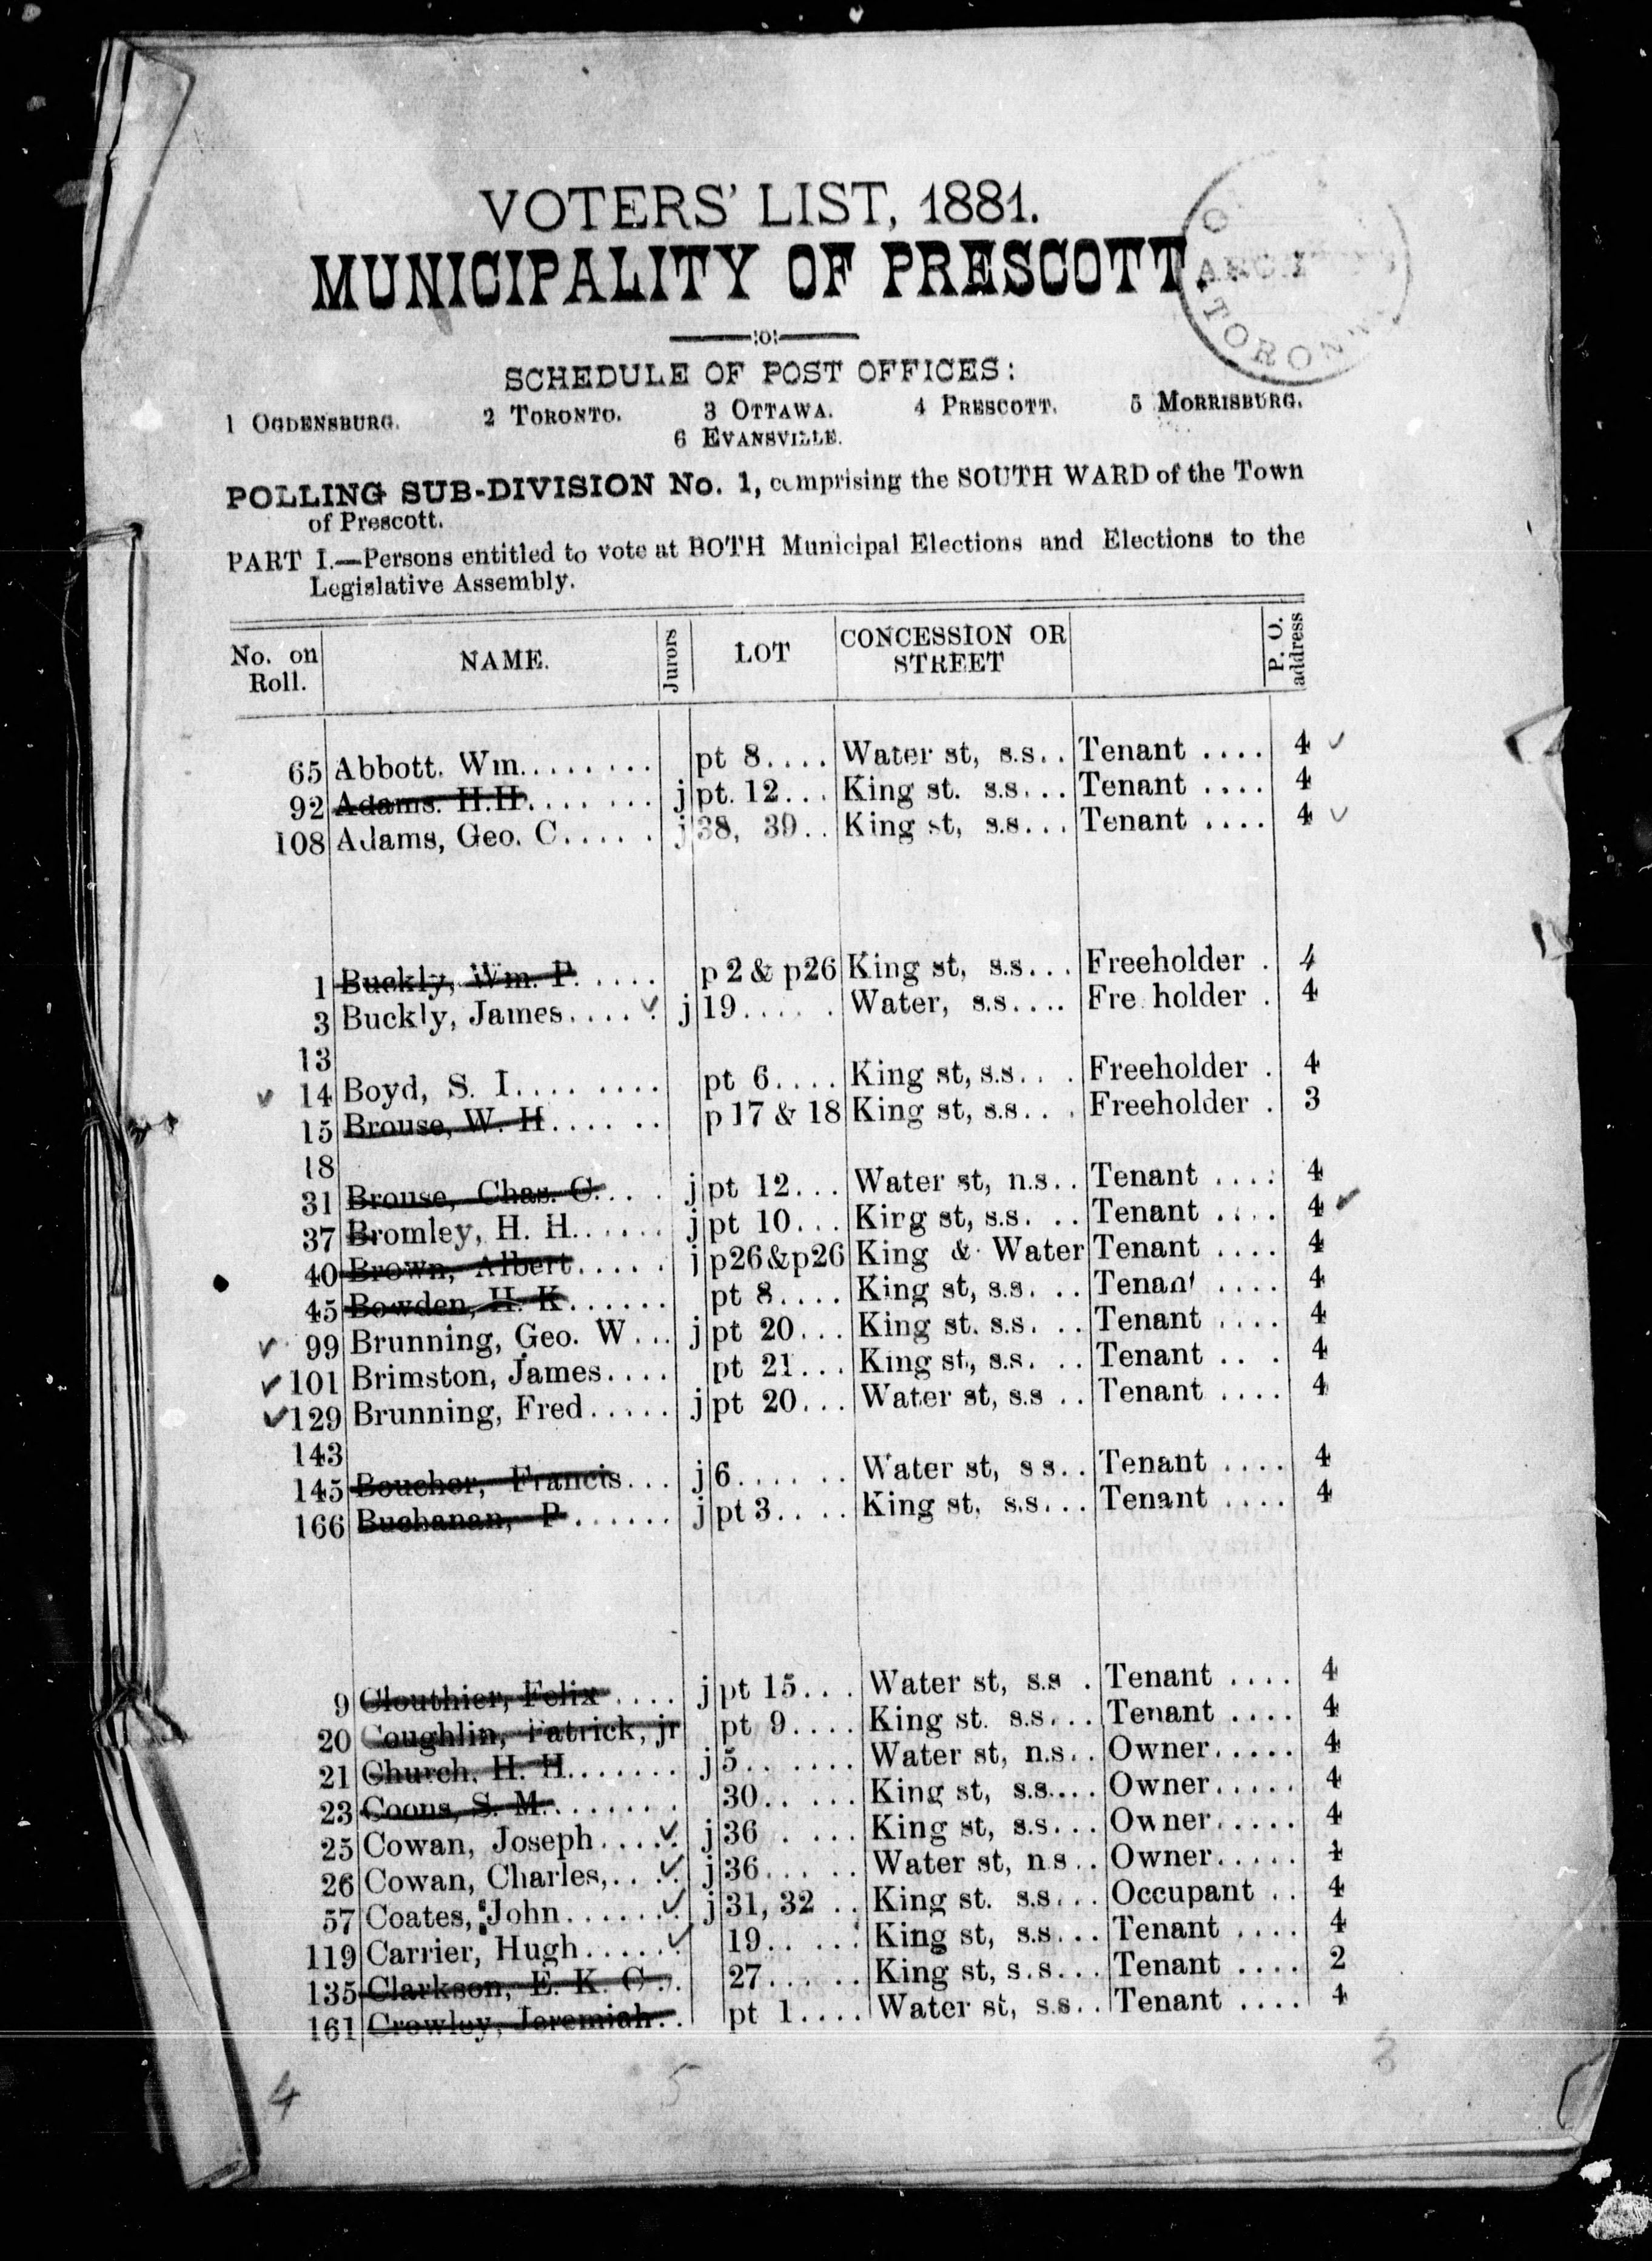 VOTERS' LIST, 1881.
MUNICIPALITY OF PRESCOTT.
TORON
:o:
SCHEDULE OF POST OFFICES:
1 OGDENSBURG. 2 TORONTO. 3 OTTAWA. 4 PRESCOTT. 5 MORRISBURG.
6 EVANSVILLE.
POLLING SUB-DIVISION No. 1, comprising the SOUTH WARD of the Town
of Prescott.
PART I.—Persons entitled to vote at BOTH Municipal Elections and Elections to the
Legislative Assembly.
No. on Roll. NAME. Jurors LOT CONCESSION OR STREET P. O. address
65 Abbott. Wm........ pt 8.... Water st, s.s.. Tenant .... 4 ✓
92 Adams. H.H....... j pt. 12... King st. s.s... Tenant .... 4
108 Adams, Geo. C..... j 38, 39.. King st, s.s... Tenant .... 4 ✓
1 Buckly, Wm. P..... p 2 & p26 King st, s.s... Freeholder . 4
3 Buckly, James.... ✓ j 19..... Water, s.s.... Fre holder . 4
13
✓ 14 Boyd, S. I........ pt 6.... King st, s.s.. . Freeholder . 4
15 Brouse, W. H...... p 17 & 18 King st, s.s.. . Freeholder . 3
18
31 Brouse, Chas. C.... j pt 12... Water st, n.s.. Tenant ...: 4
37 Bromley, H. H...... j pt 10... Kirg st, s.s. .. Tenant .... 4 ✓
40 Brown, Albert..... j p26&p26 King & Water Tenant .... 4
45 Bowden, H. K...... pt 8.... King st, s.s. .. Tenant .... 4
✓ 99 Brunning, Geo. W... j pt 20... King st. s.s. .. Tenant .... 4
✓ 101 Brimston, James.... pt 21... King st, s.s. .. Tenant .. . 4
✓ 129 Brunning, Fred..... j pt 20... Water st, s.s .. Tenant .... 4
143
145 Boucher, Francis... j 6...... Water st, s s.. Tenant .... 4
166 Buchanan, P...... j pt 3.... King st, s.s... Tenant .... 4
9 Clouthier, Felix.... j pt 15... Water st, s.s . Tenant .... 4
20 Coughlin, Patrick, jr pt 9.... King st. s.s... Tenant .... 4
21 Church, H. H....... j 5...... Water st, n.s.. Owner..... 4
23 Coons, S. M........ 30..... King st, s.s.... Owner..... 4
25 Cowan, Joseph.... ✓ j 36 . ... King st, s.s... Owner..... 4
26 Cowan, Charles,... ✓ j 36..... Water st, n s.. Owner..... 4
57 Coates, John...... ✓ j 31, 32 .. King st. s.s... Occupant .. 4
119 Carrier, Hugh..... ✓ 19..... King st, s.s... Tenant .... 4
135 Clarkson, E. K. C... 27..... King st, s.s... Tenant .... 2
161 Crowley, Jeremiah.. pt 1.... Water st, s.s.. Tenant .... 4
4 5 3